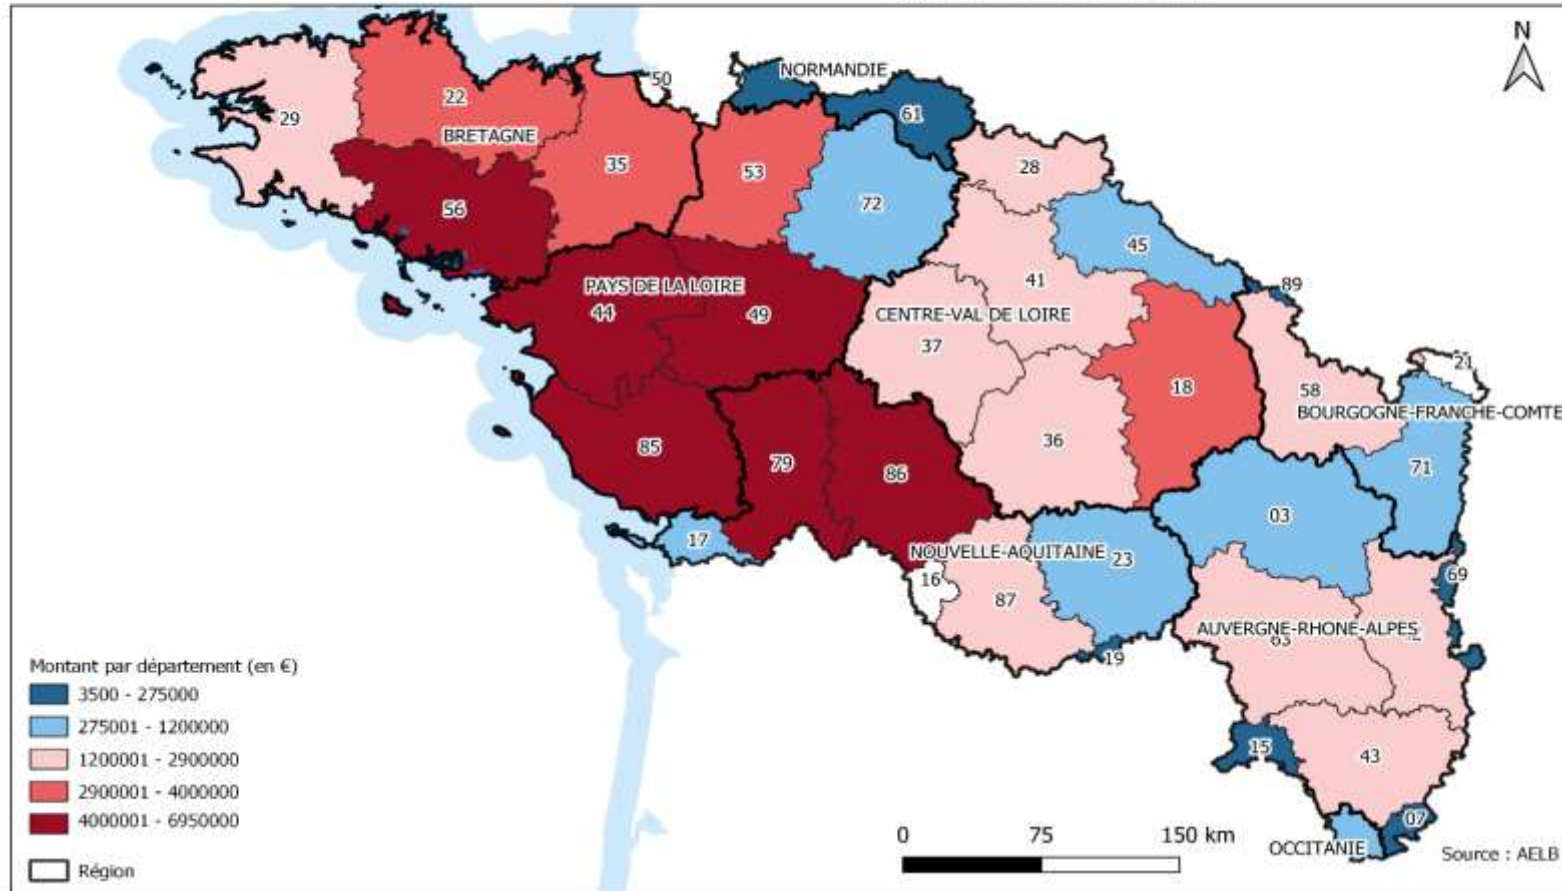 N
NORMANDIE
50
22
61
29
BRETAGNE
35
53
28
72
56
45
41
89
PAYS DE LA LOIRE
44
49
CENTRE-VAL DE LOIRE
37
21
18
58
BOURGOGNE-FRANCHE-COMTE
36
85
79
86
71
03
17
NOUVELLE-AQUITAINE
23
16
69
87
AUVERGNE-RHONE-ALPES
63
19
15
43
07
OCCITANIE
Montant par département (en €)
3500 - 275000
275001 - 1200000
1200001 - 2900000
2900001 - 4000000
4000001 - 6950000
Région
0 75 150 km
Source : AELB